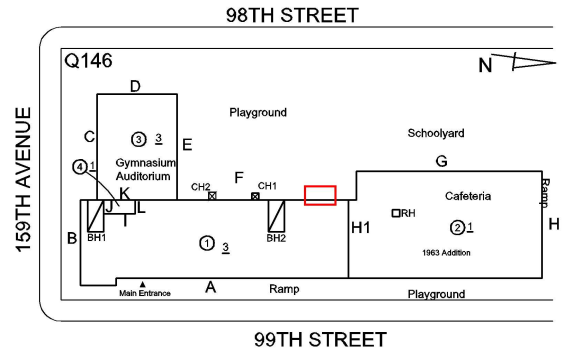 98TH STREET
Q146
N
D
Playground
Schoolyard
C
3 3
E
159TH AVENUE
4 1
Gymnasium
Auditorium
G
K
CH2
F
CH1
Cafeteria
Ramp
J
L
I
RH
B
BH1
BH2
H1
2 1
H
1 3
1963 Addition
Main Entrance
A
Ramp
Playground
99TH STREET